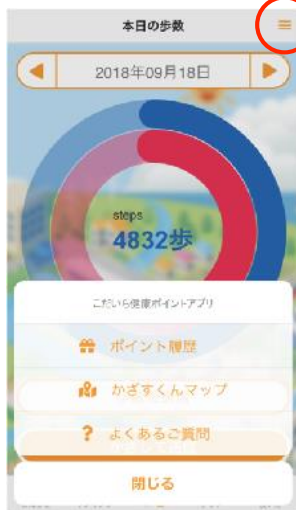 本日の歩数
2018年09月18日
steps
4832歩
こだいら健康ポイントアプリ
ポイント履歴
かざすくんマップ
? よくあるご質問
閉じる